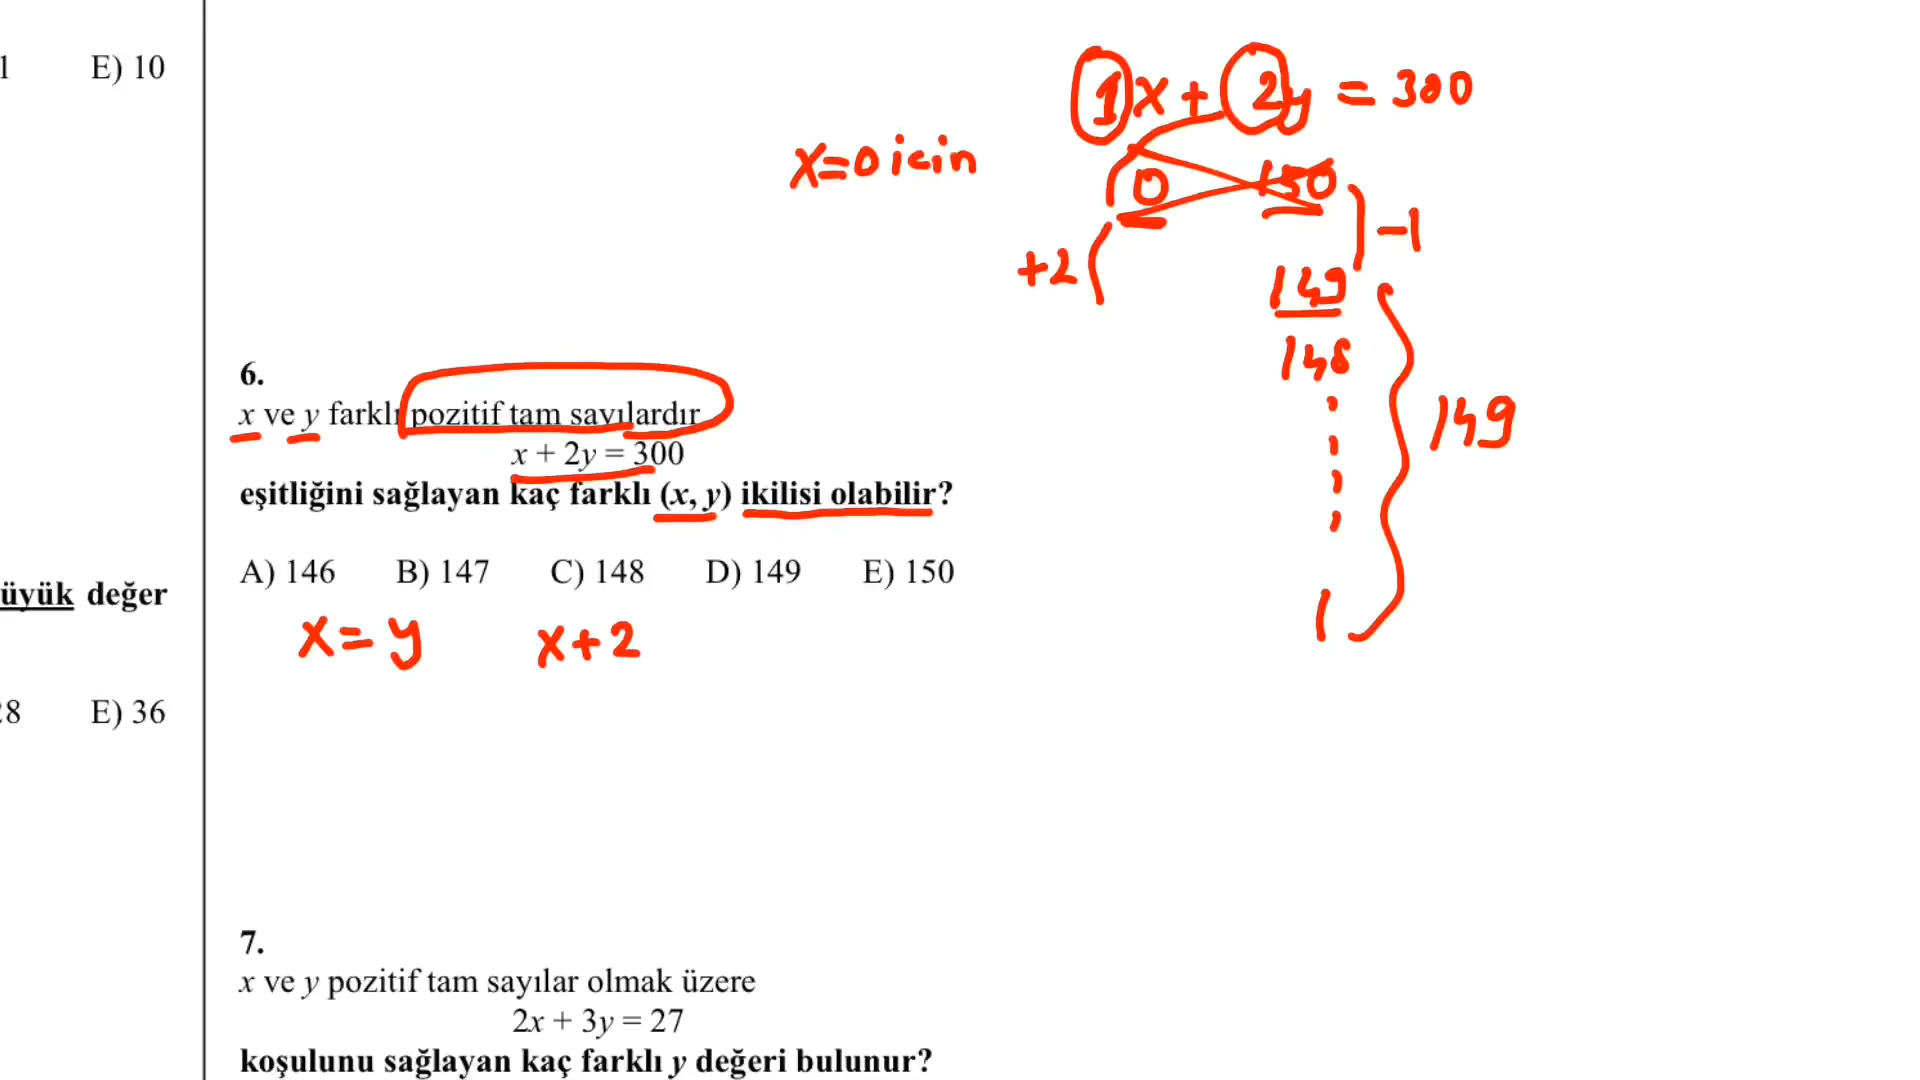 1 E) 10
1x + 2y = 300
x=0 icin
0 150
-1
+2
149
148
149
1
6.
x ve y farklı pozitif tam sayılardır
x + 2y = 300
eşitliğini sağlayan kaç farklı (x, y) ikilisi olabilir?
A) 146 B) 147 C) 148 D) 149 E) 150
üyük değer
x = y x+2
28 E) 36
7.
x ve y pozitif tam sayılar olmak üzere
2x + 3y = 27
koşulunu sağlayan kaç farklı y değeri bulunur?